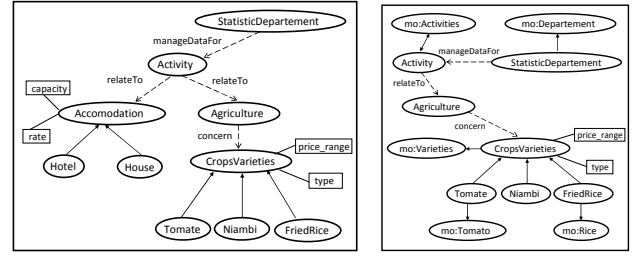 StatisticDepartement
manageDataFor
Activity
relateTo
relateTo
capacity
Accomodation
Agriculture
rate
concern
price_range
Hotel
House
CropsVarieties
type
Tomate
Niambi
FriedRice
mo:Activities
mo:Departement
manageDataFor
Activity
StatisticDepartement
relateTo
Agriculture
concern
price_range
mo:Varieties
CropsVarieties
type
Tomate
Niambi
FriedRice
mo:Tomato
mo:Rice